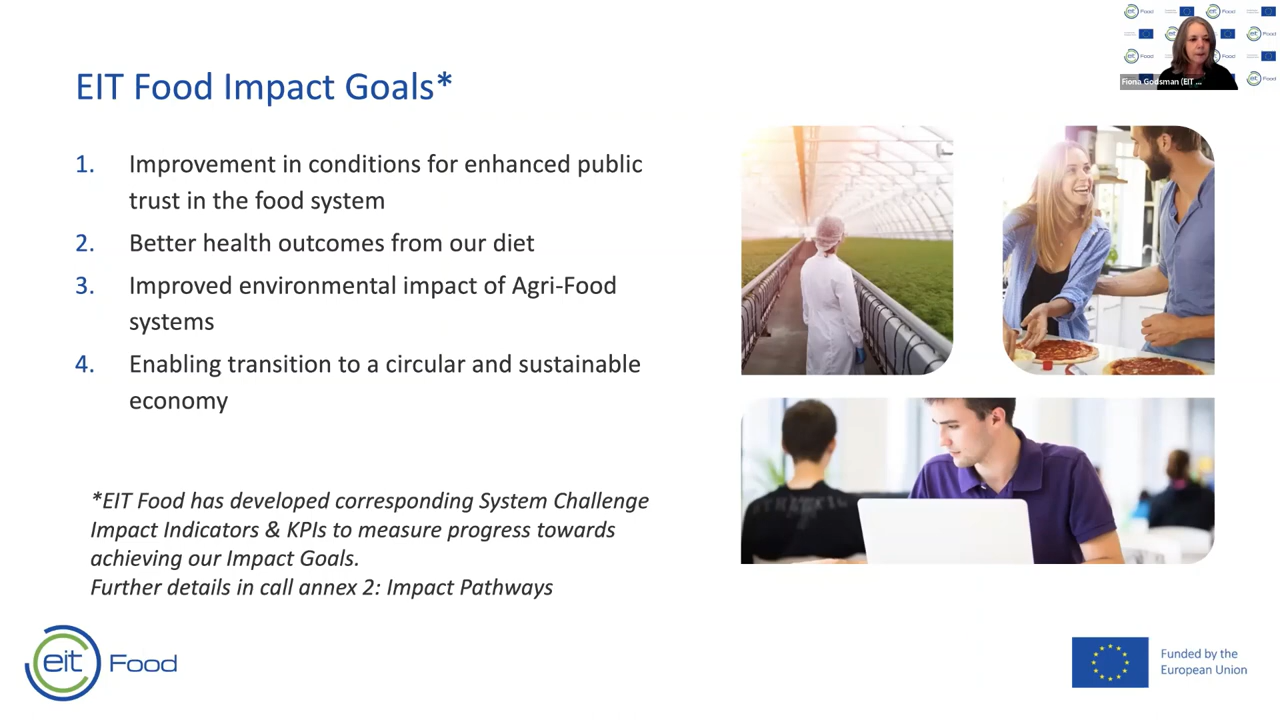 EIT Food Impact Goals*
1. Improvement in conditions for enhanced public
trust in the food system
2. Better health outcomes from our diet
3. Improved environmental impact of Agri-Food
systems
4. Enabling transition to a circular and sustainable
economy
*EIT Food has developed corresponding System Challenge
Impact Indicators & KPIs to measure progress towards
achieving our Impact Goals.
Further details in call annex 2: Impact Pathways
eit Food
Funded by the
European Union
Fiona Godsman (EIT ...